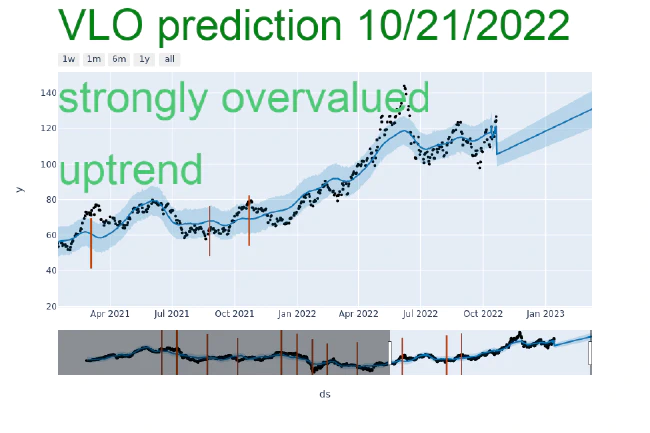 VLO prediction 10/21/2022
1w 1m 6m 1y all
strongly overvalued
uptrend
140
120
100
80
60
40
20
y
Apr 2021 Jul 2021 Oct 2021 Jan 2022 Apr 2022 Jul 2022 Oct 2022 Jan 2023
ds